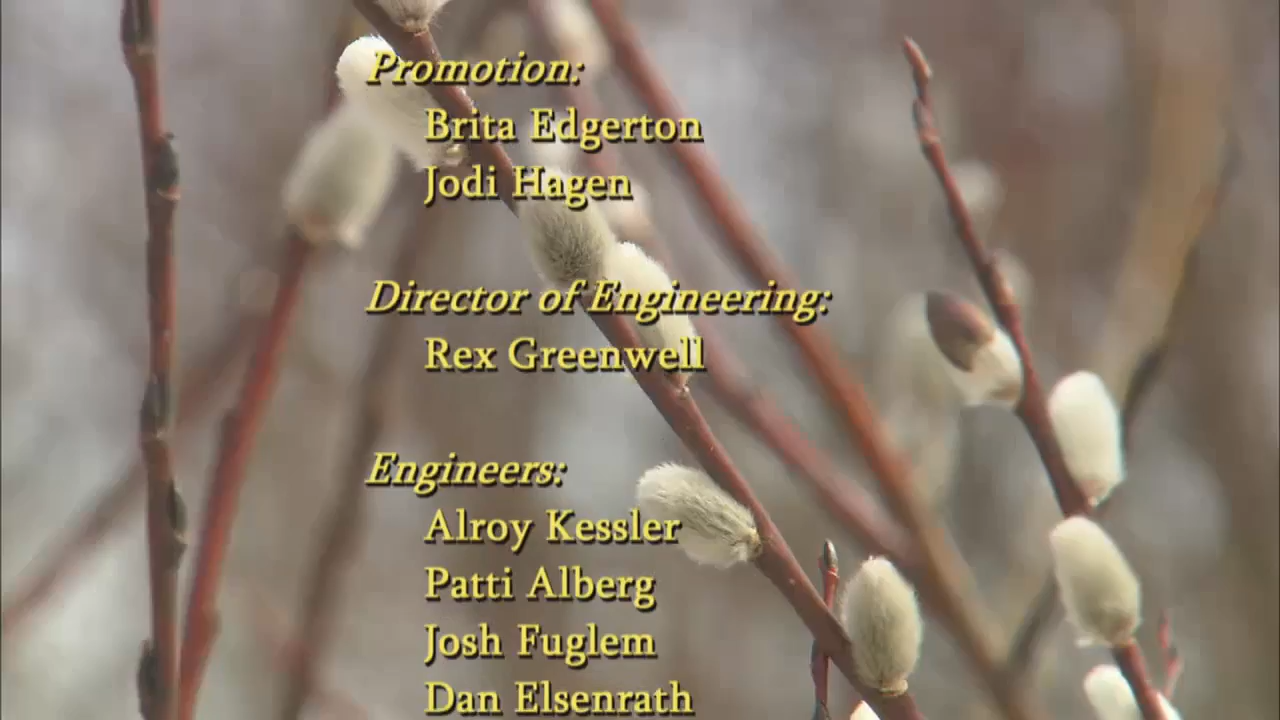 Promotion:
Brita Edgerton
Jodi Hagen
Director of Engineering:
Rex Greenwell
Engineers:
Alroy Kessler
Patti Alberg
Josh Fuglem
Dan Elsenrath